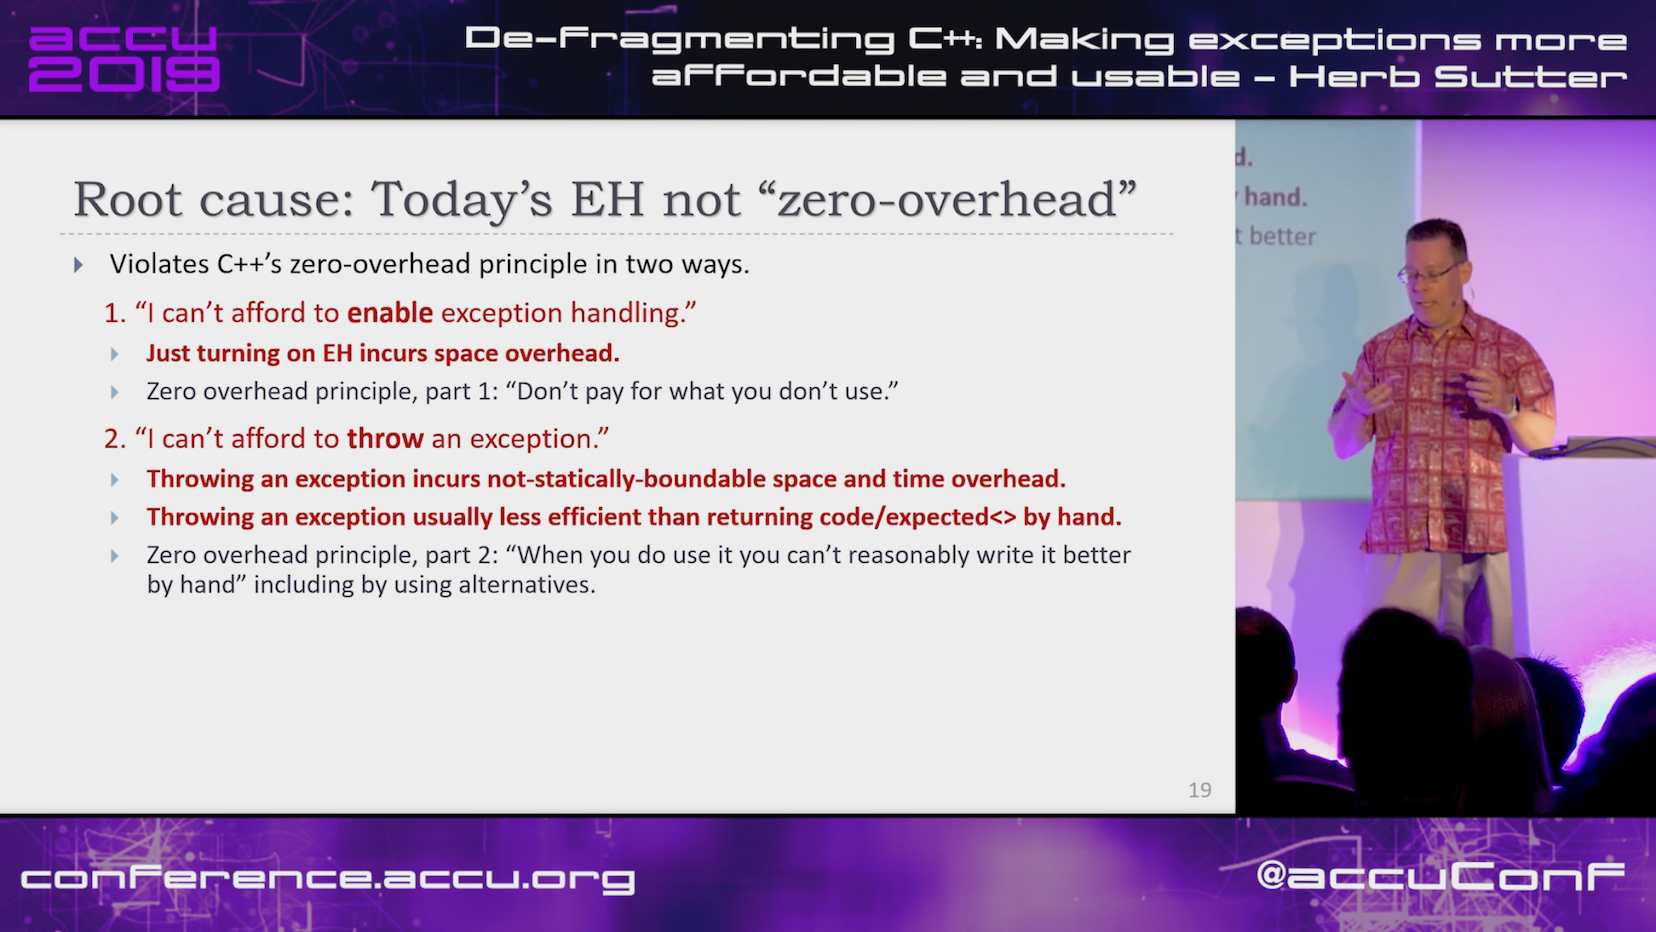 accu
2019
De-Fragmenting C++: Making exceptions more
affordable and usable - Herb Sutter
Root cause: Today’s EH not “zero-overhead”
Violates C++’s zero-overhead principle in two ways.
1. “I can’t afford to enable exception handling.”
Just turning on EH incurs space overhead.
Zero overhead principle, part 1: “Don’t pay for what you don’t use.”
2. “I can’t afford to throw an exception.”
Throwing an exception incurs not-statically-boundable space and time overhead.
Throwing an exception usually less efficient than returning code/expected<> by hand.
Zero overhead principle, part 2: “When you do use it you can’t reasonably write it better
by hand” including by using alternatives.
19
d.
hand.
t better
conference.accu.org
@accuConf